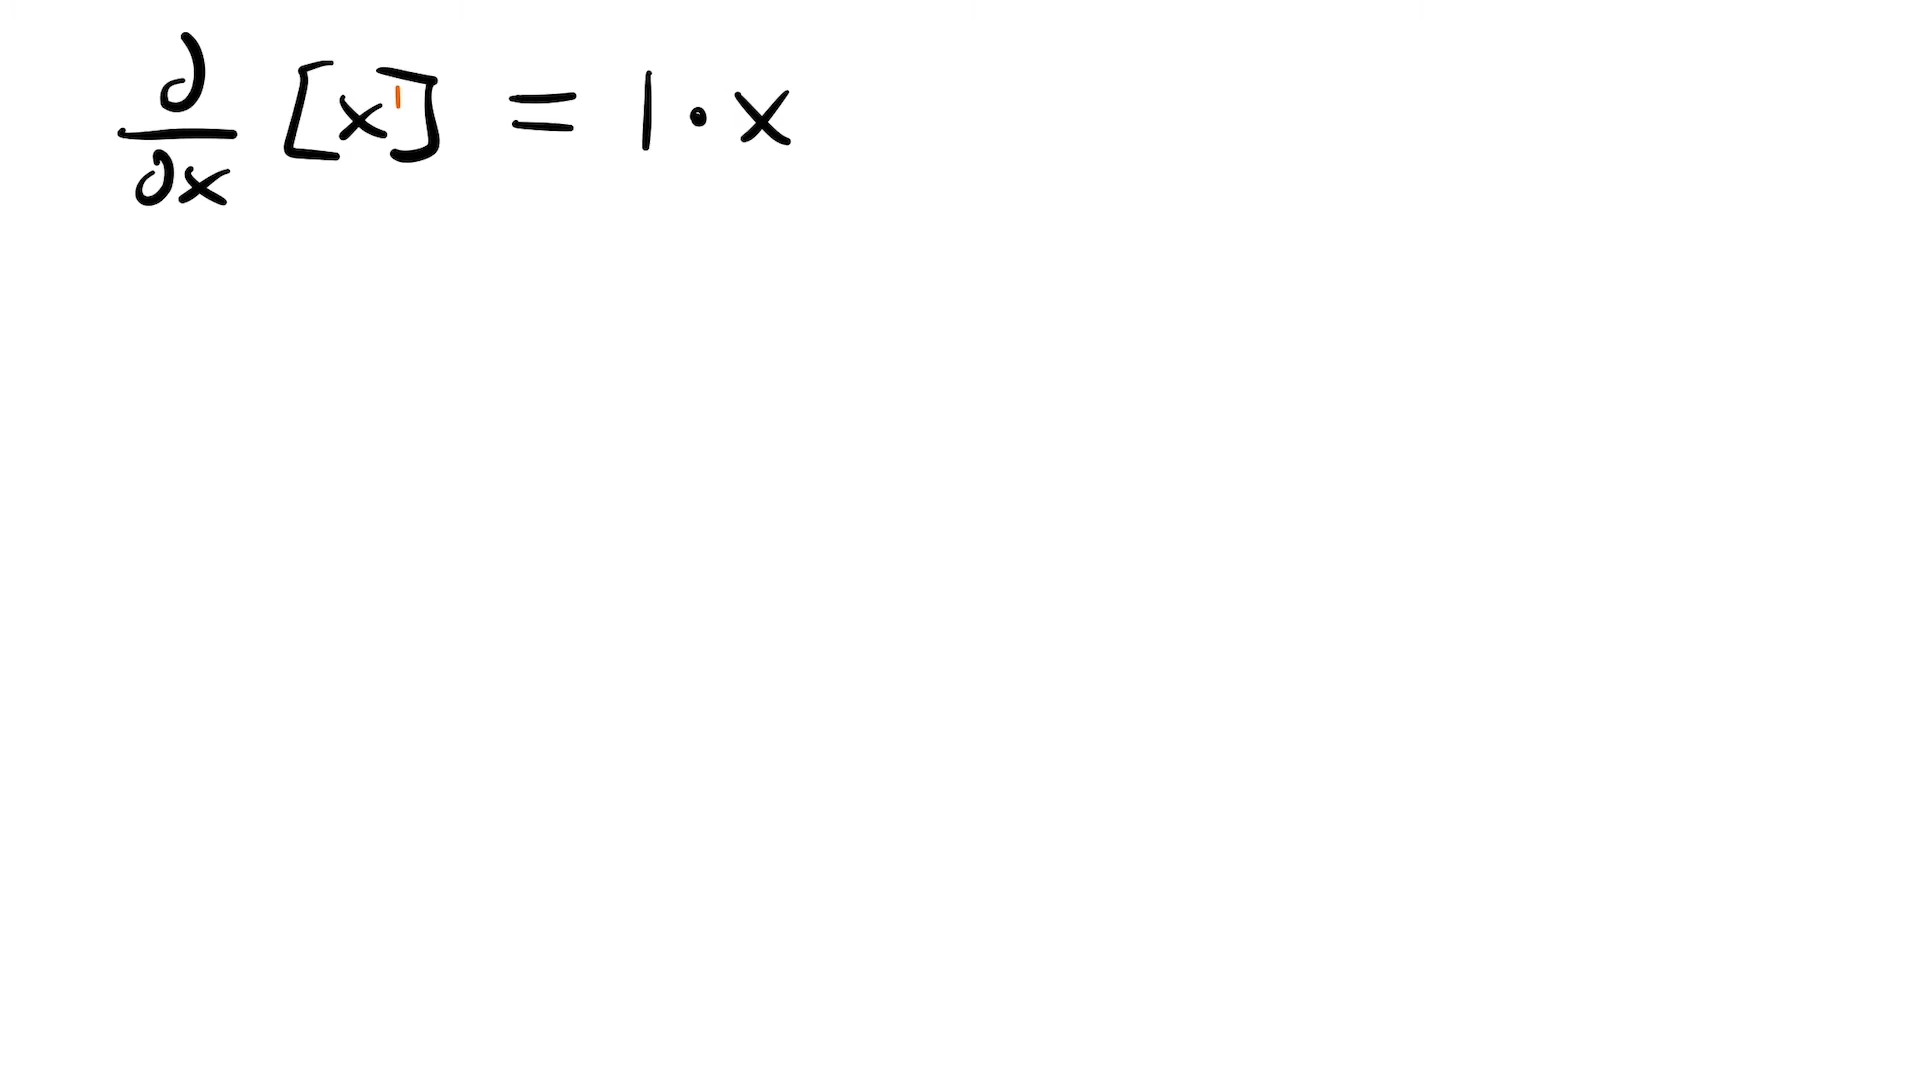 ∂/∂x [x¹] = 1 · x